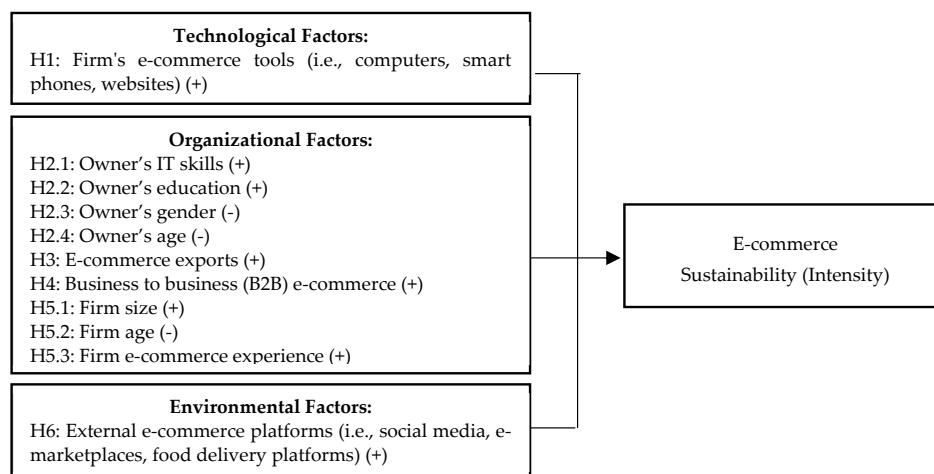 Technological Factors:
H1: Firm's e-commerce tools (i.e., computers, smart
phones, websites) (+)
Organizational Factors:
H2.1: Owner’s IT skills (+)
H2.2: Owner’s education (+)
H2.3: Owner’s gender (-)
H2.4: Owner’s age (-)
H3: E-commerce exports (+)
H4: Business to business (B2B) e-commerce (+)
H5.1: Firm size (+)
H5.2: Firm age (-)
H5.3: Firm e-commerce experience (+)
Environmental Factors:
H6: External e-commerce platforms (i.e., social media, e-
marketplaces, food delivery platforms) (+)
E-commerce
Sustainability (Intensity)